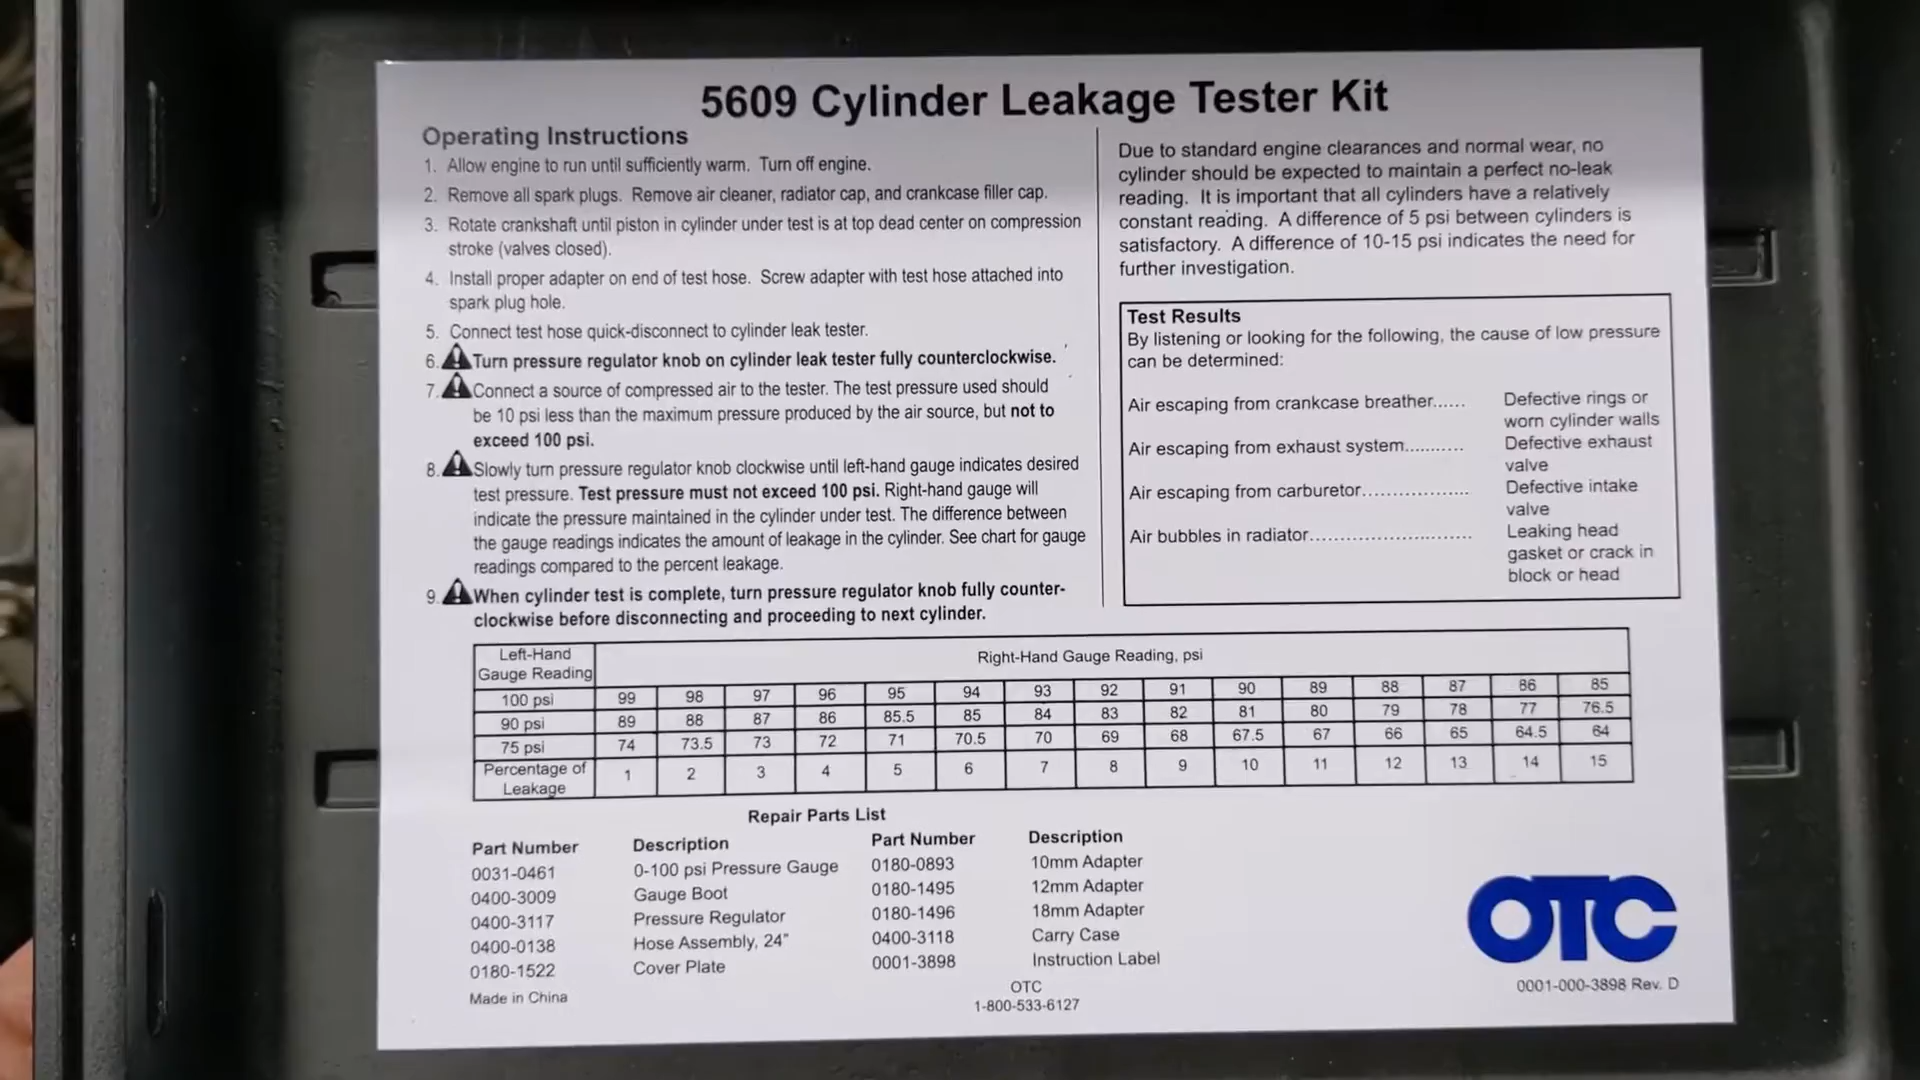 5609 Cylinder Leakage Tester Kit
Operating Instructions
1. Allow engine to run until sufficiently warm. Turn off engine.
2. Remove all spark plugs. Remove air cleaner, radiator cap, and crankcase filler cap.
3. Rotate crankshaft until piston in cylinder under test is at top dead center on compression
stroke (valves closed).
4. Install proper adapter on end of test hose. Screw adapter with test hose attached into
spark plug hole.
5. Connect test hose quick-disconnect to cylinder leak tester.
6. Turn pressure regulator knob on cylinder leak tester fully counterclockwise.
7. Connect a source of compressed air to the tester. The test pressure used should
be 10 psi less than the maximum pressure produced by the air source, but not to
exceed 100 psi.
8. Slowly turn pressure regulator knob clockwise until left-hand gauge indicates desired
test pressure. Test pressure must not exceed 100 psi. Right-hand gauge will
indicate the pressure maintained in the cylinder under test. The difference between
the gauge readings indicates the amount of leakage in the cylinder. See chart for gauge
readings compared to the percent leakage.
9. When cylinder test is complete, turn pressure regulator knob fully counter-
clockwise before disconnecting and proceeding to next cylinder.
Due to standard engine clearances and normal wear, no
cylinder should be expected to maintain a perfect no-leak
reading. It is important that all cylinders have a relatively
constant reading. A difference of 5 psi between cylinders is
satisfactory. A difference of 10-15 psi indicates the need for
further investigation.
Test Results
By listening or looking for the following, the cause of low pressure
can be determined:
Air escaping from crankcase breather...... Defective rings or
worn cylinder walls
Air escaping from exhaust system........... Defective exhaust
valve
Air escaping from carburetor.................. Defective intake
valve
Air bubbles in radiator........................... Leaking head
gasket or crack in
block or head
Left-Hand
Gauge Reading
Right-Hand Gauge Reading, psi
100 psi 99 98 97 96 95 94 93 92 91 90 89 88 87 86 85
90 psi 89 88 87 86 85.5 85 84 83 82 81 80 79 78 77 76.5
75 psi 74 73.5 73 72 71 70.5 70 69 68 67.5 67 66 65 64.5 64
Percentage of
Leakage
1 2 3 4 5 6 7 8 9 10 11 12 13 14 15
Repair Parts List
Part Number Description Part Number Description
0031-0461 0-100 psi Pressure Gauge 0180-0893 10mm Adapter
0400-3009 Gauge Boot 0180-1495 12mm Adapter
0400-3117 Pressure Regulator 0180-1496 18mm Adapter
0400-0138 Hose Assembly, 24" 0400-3118 Carry Case
0180-1522 Cover Plate 0001-3898 Instruction Label
Made in China
OTC
1-800-533-6127
OTC
0001-000-3898 Rev. D